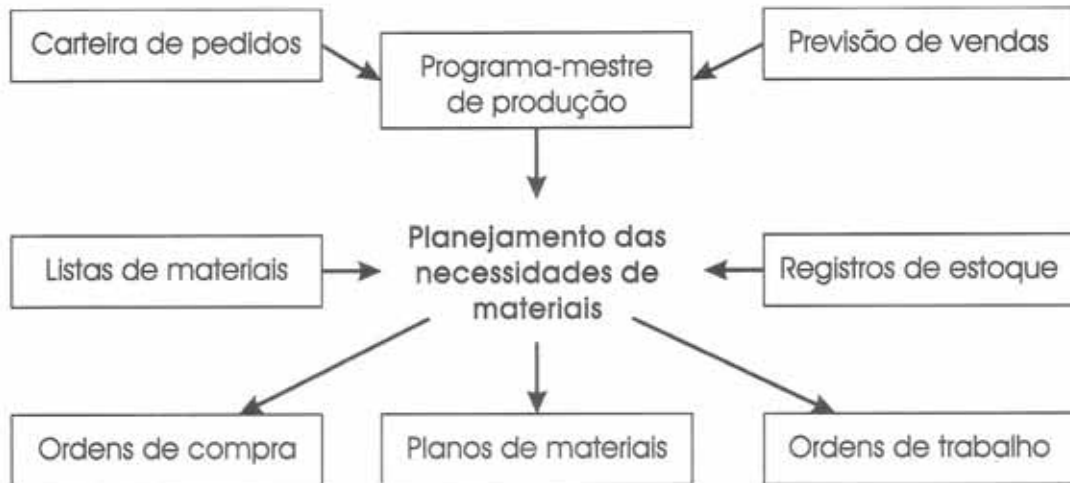 Carteira de pedidos
Programa-mestre
de produção
Previsão de vendas
Listas de materiais
Planejamento das
necessidades de
materiais
Registros de estoque
Ordens de compra
Planos de materiais
Ordens de trabalho